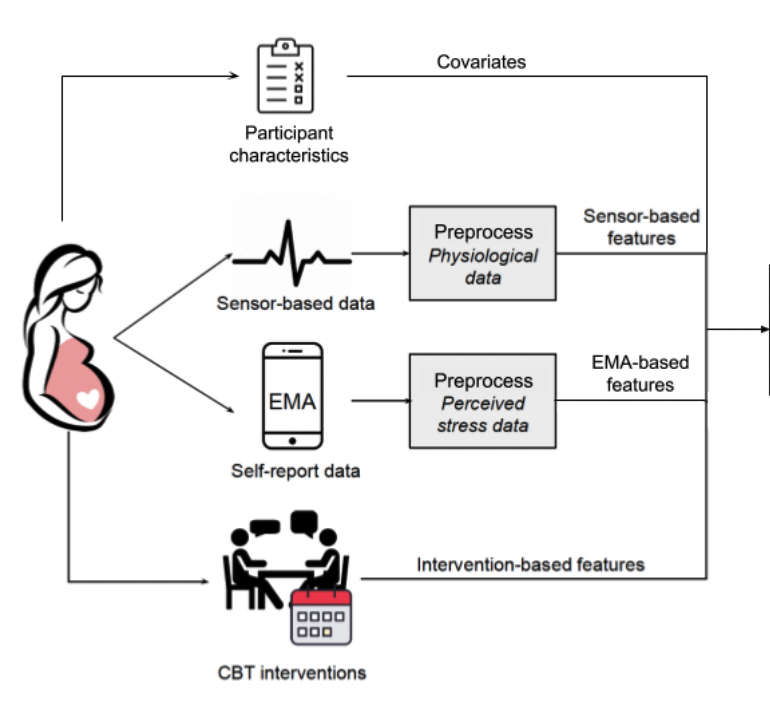 Covariates
Participant
characteristics
Sensor-based
features
Preprocess
Physiological
data
Sensor-based data
EMA-based
features
Preprocess
Perceived
stress data
EMA
Self-report data
Intervention-based features
CBT interventions